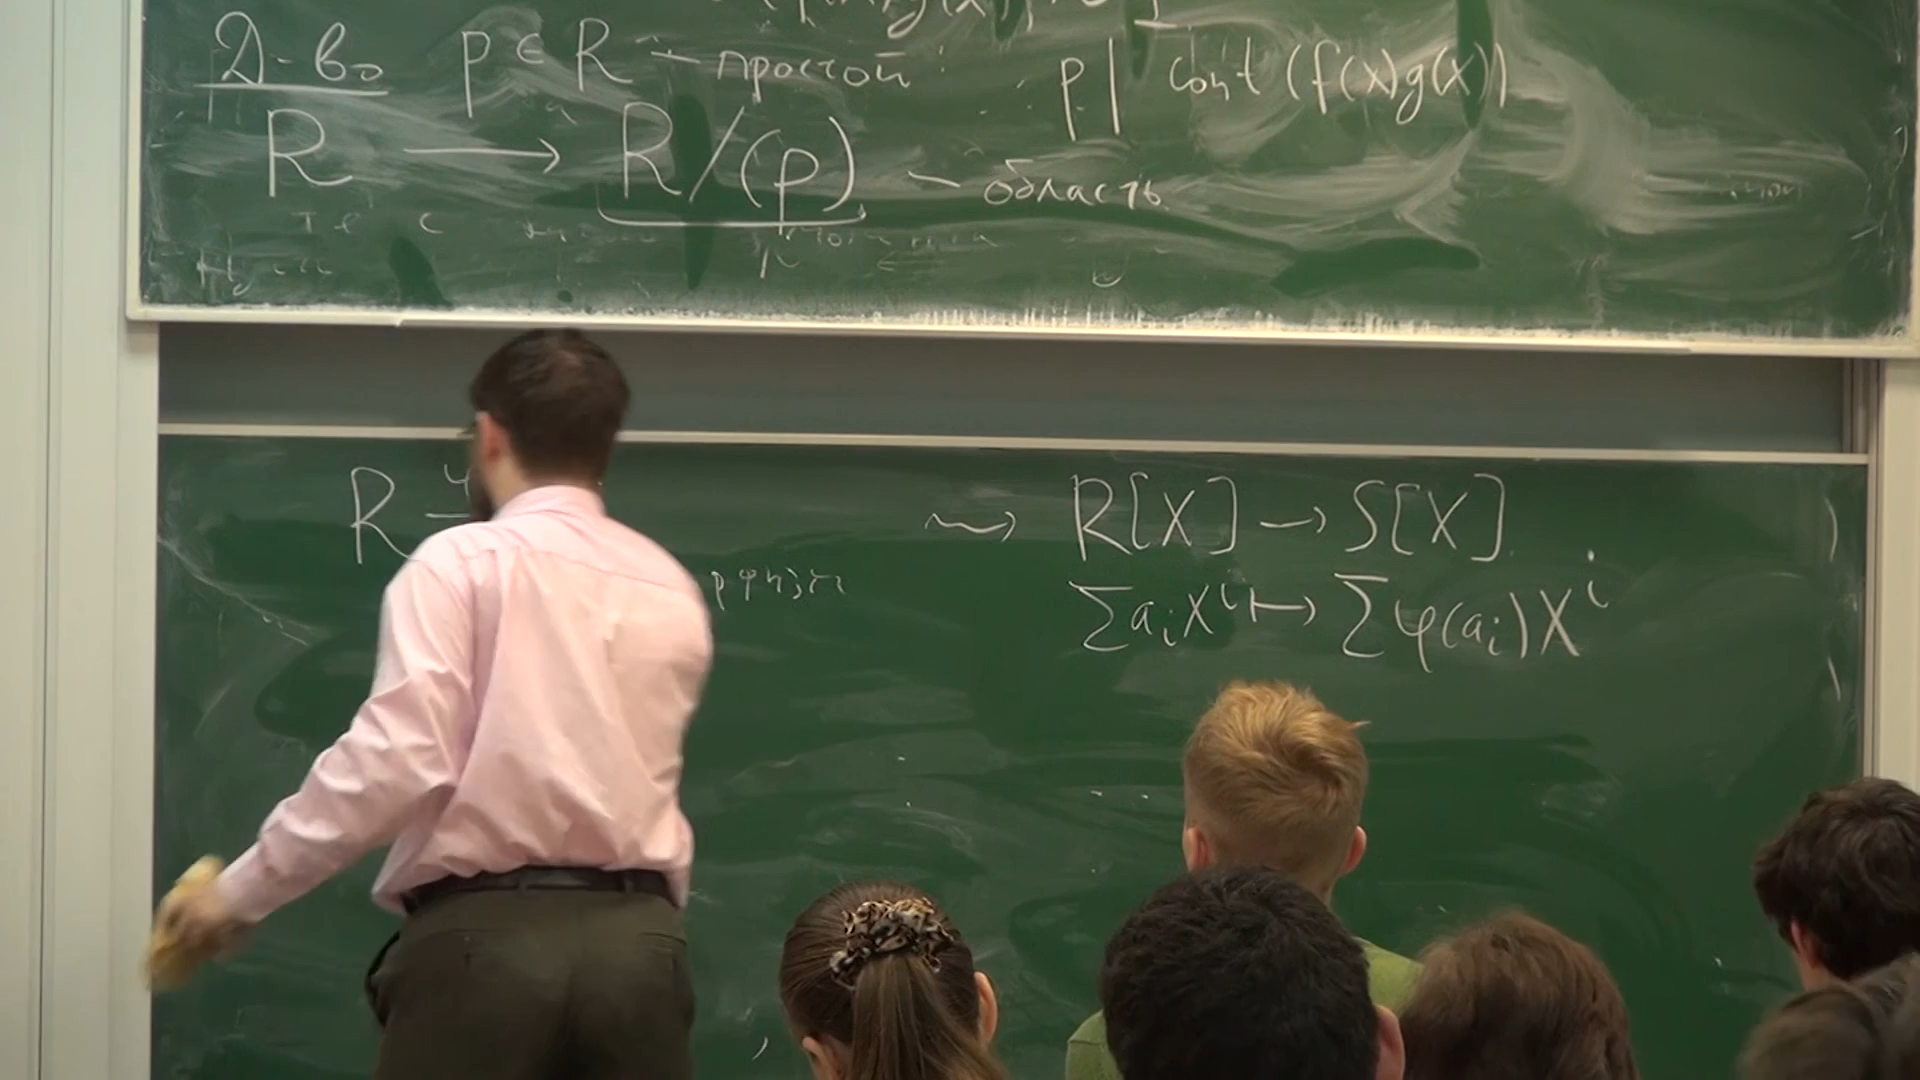 Д-во p ∈ R – простой : p | cont (f(x)g(x))
R → R/(p) – область
R ⇝ R[X] → S[X]
∑aᵢXⁱ ↦ ∑φ(aᵢ)Xⁱ